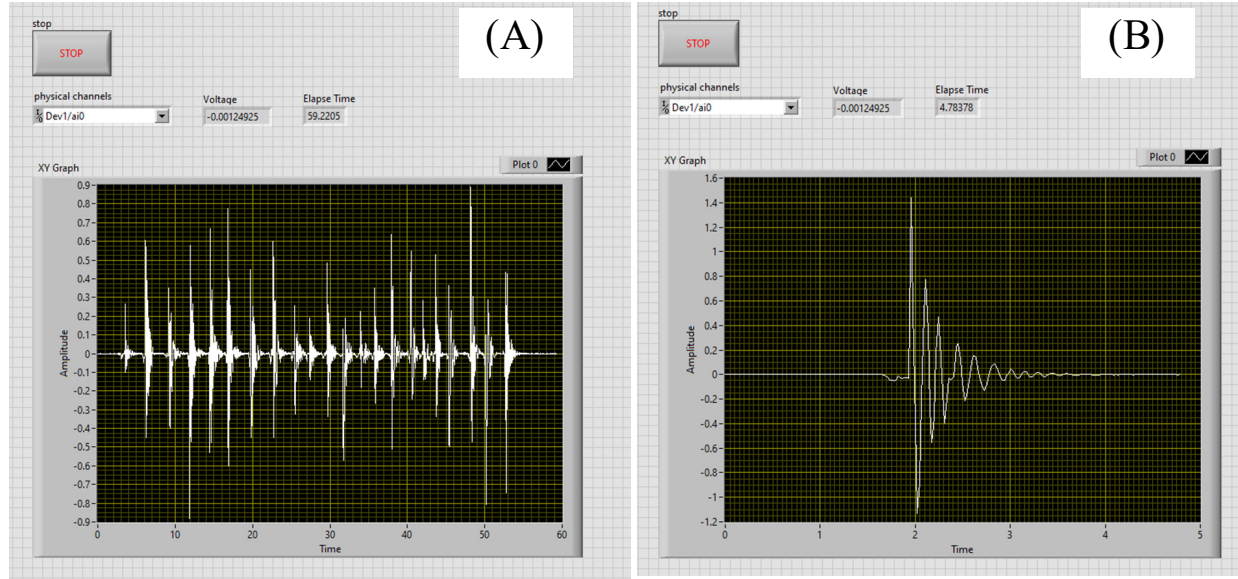 stop
STOP
(A)
physical channels
Voltage
Elapse Time
I/O Dev1/ai0
-0.00124925
59.2205
XY Graph
Plot 0
Amplitude
0.9
0.8
0.7
0.6
0.5
0.4
0.3
0.2
0.1
0
-0.1
-0.2
-0.3
-0.4
-0.5
-0.6
-0.7
-0.8
-0.9
0 10 20 30 40 50 60
Time
stop
STOP
(B)
physical channels
Voltage
Elapse Time
I/O Dev1/ai0
-0.00124925
4.78378
XY Graph
Plot 0
Amplitude
1.6
1.4
1.2
1
0.8
0.6
0.4
0.2
0
-0.2
-0.4
-0.6
-0.8
-1
-1.2
0 1 2 3 4 5
Time